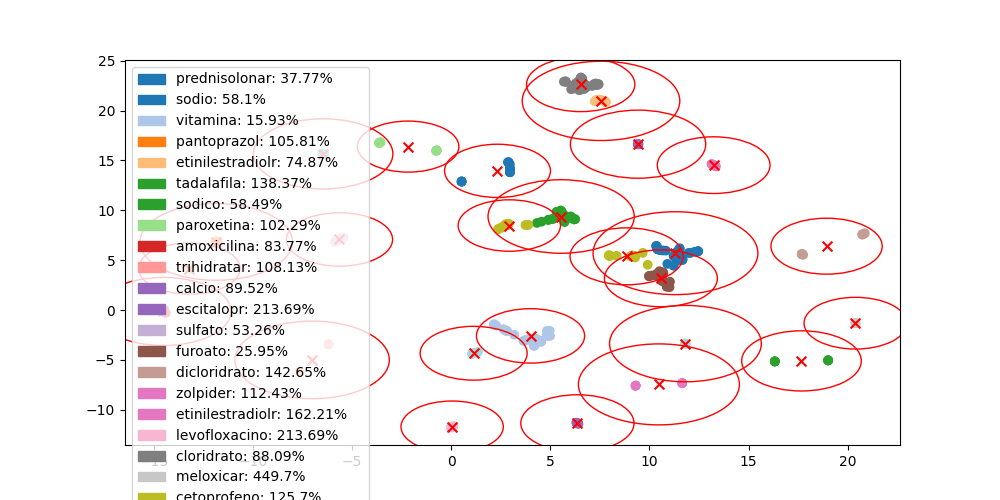 25
20
15
10
5
0
−5
−10
prednisolonar: 37.77%
sodio: 58.1%
vitamina: 15.93%
pantoprazol: 105.81%
etinilestradiolr: 74.87%
tadalafila: 138.37%
sodico: 58.49%
paroxetina: 102.29%
amoxicilina: 83.77%
trihidratar: 108.13%
calcio: 89.52%
escitalopr: 213.69%
sulfato: 53.26%
furoato: 25.95%
dicloridrato: 142.65%
zolpider: 112.43%
etinilestradiolr: 162.21%
levofloxacino: 213.69%
cloridrato: 88.09%
meloxicar: 449.7%
cetoprofeno: 125.7%
−15 −10 −5 0 5 10 15 20